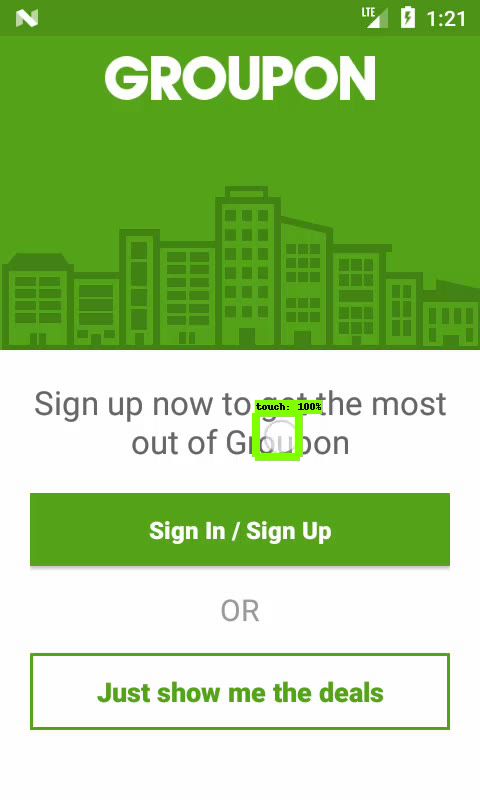 LTE 1:21
GROUPON
touch: 100%
Sign up now to get the most
out of Groupon
Sign In / Sign Up
OR
Just show me the deals